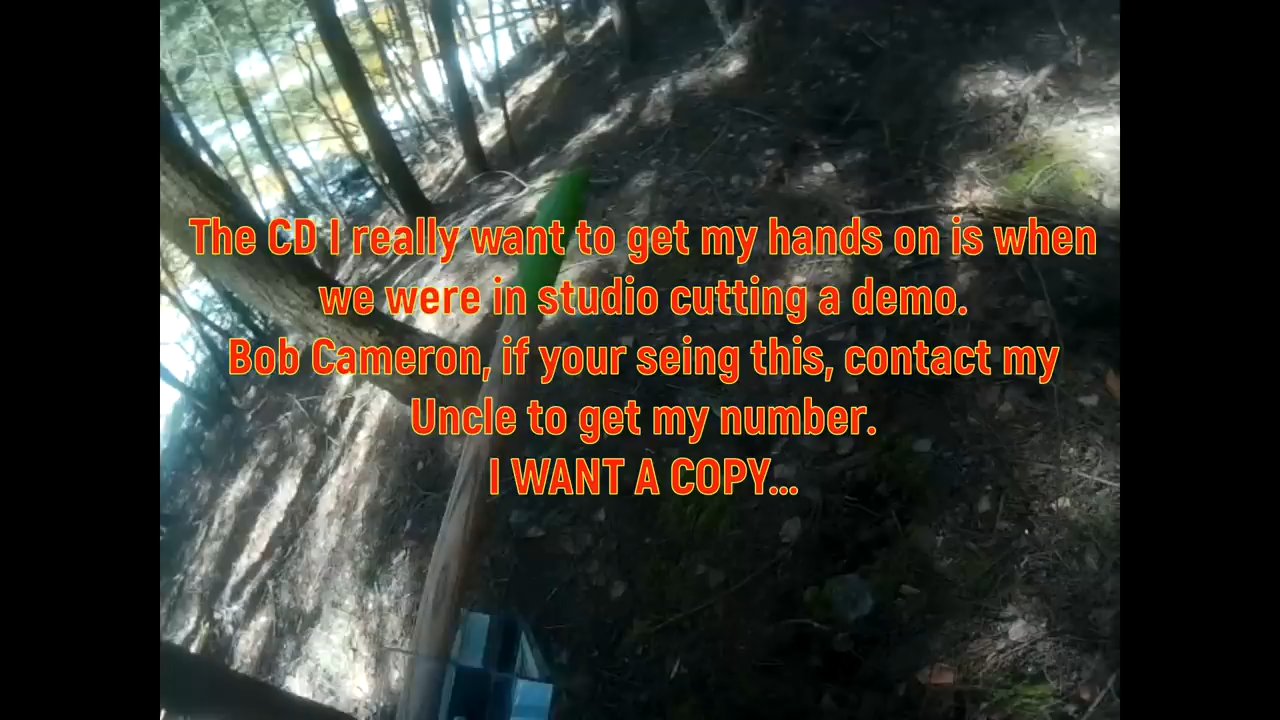 The CD I really want to get my hands on is when
we were in studio cutting a demo.
Bob Cameron, if your seing this, contact my
Uncle to get my number.
I WANT A COPY...